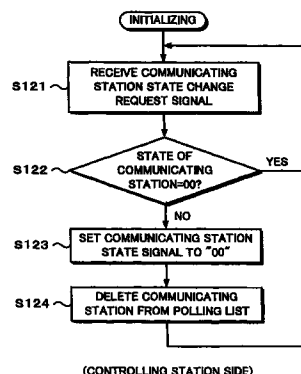 INITIALIZING
S121
RECEIVE COMMUNICATING
STATION STATE CHANGE
REQUEST SIGNAL
S122
STATE OF
COMMUNICATING
STATION=00?
YES
NO
S123
SET COMMUNICATING STATION
STATE SIGNAL TO "00"
S124
DELETE COMMUNICATING
STATION FROM POLLING LIST
(CONTROLLING STATION SIDE)